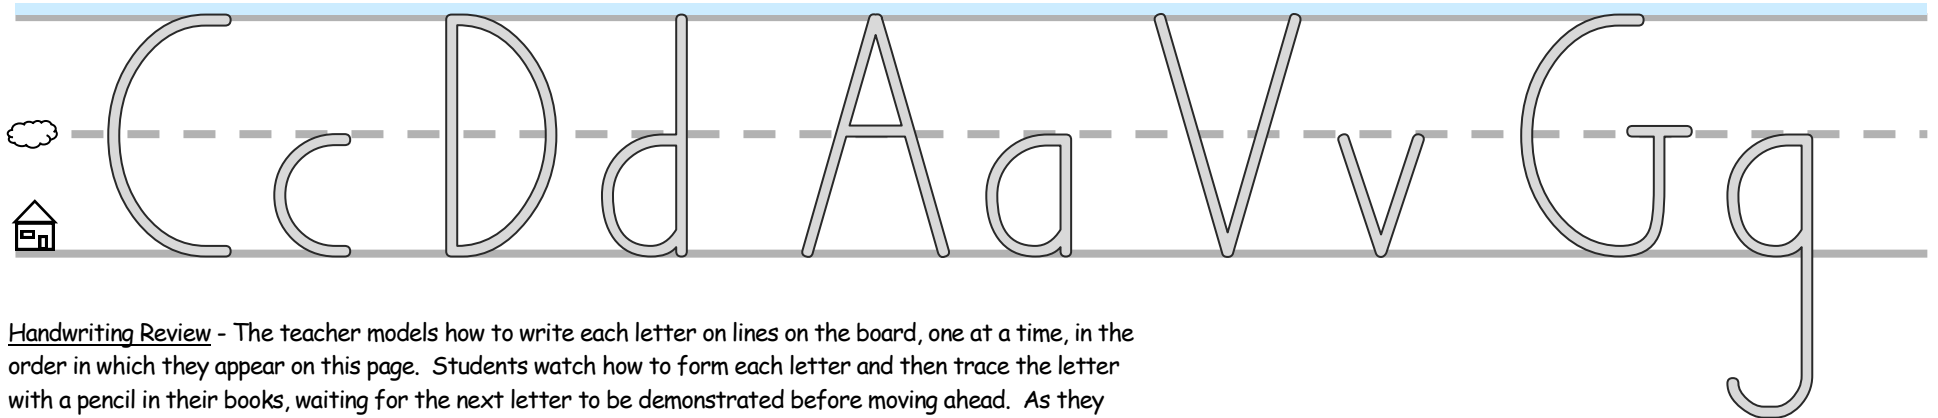 C c D d A a V v G g
Handwriting Review - The teacher models how to write each letter on lines on the board, one at a time, in the
order in which they appear on this page.  Students watch how to form each letter and then trace the letter
with a pencil in their books, waiting for the next letter to be demonstrated before moving ahead.  As they